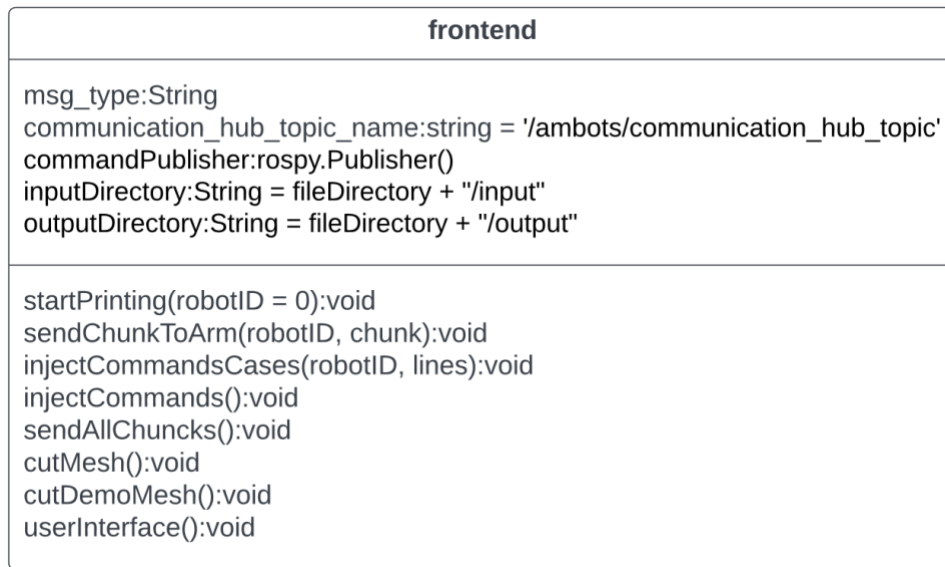 frontend
msg_type:String
communication_hub_topic_name:string = '/ambots/communication_hub_topic'
commandPublisher:rospy.Publisher()
inputDirectory:String = fileDirectory + "/input"
outputDirectory:String = fileDirectory + "/output"
startPrinting(robotID = 0):void
sendChunkToArm(robotID, chunk):void
injectCommandsCases(robotID, lines):void
injectCommands():void
sendAllChuncks():void
cutMesh():void
cutDemoMesh():void
userInterface():void